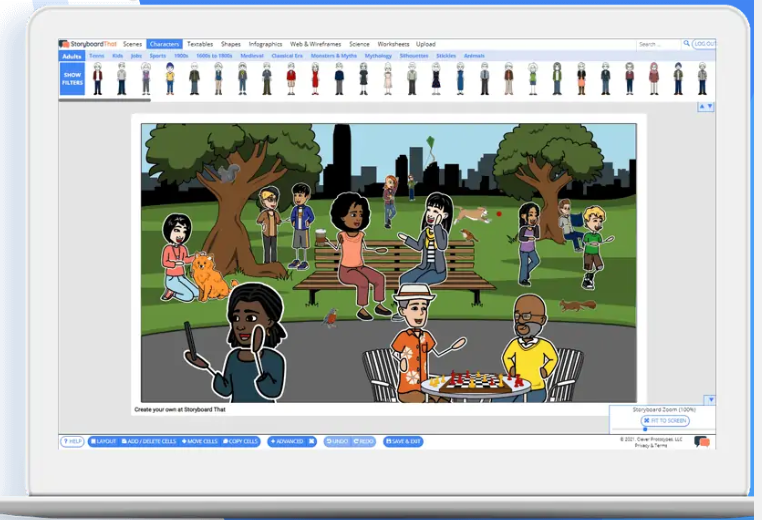 StoryboardThat Scenes Characters Textables Shapes Infographics Web & Wireframes Science Worksheets Upload Search... LOG OUT
Adults Teens Kids Jobs Sports 1900s 1600s to 1800s Medieval Classical Era Monsters & Myths Mythology Silhouettes Stickies Animals
SHOW
FILTERS
Create your own at Storyboard That
Storyboard Zoom (100%)
FIT TO SCREEN
? HELP LAYOUT ADD / DELETE CELLS MOVE CELLS COPY CELLS ADVANCED UNDO REDO SAVE & EXIT
© 2021, Clever Prototypes, LLC
Privacy & Terms